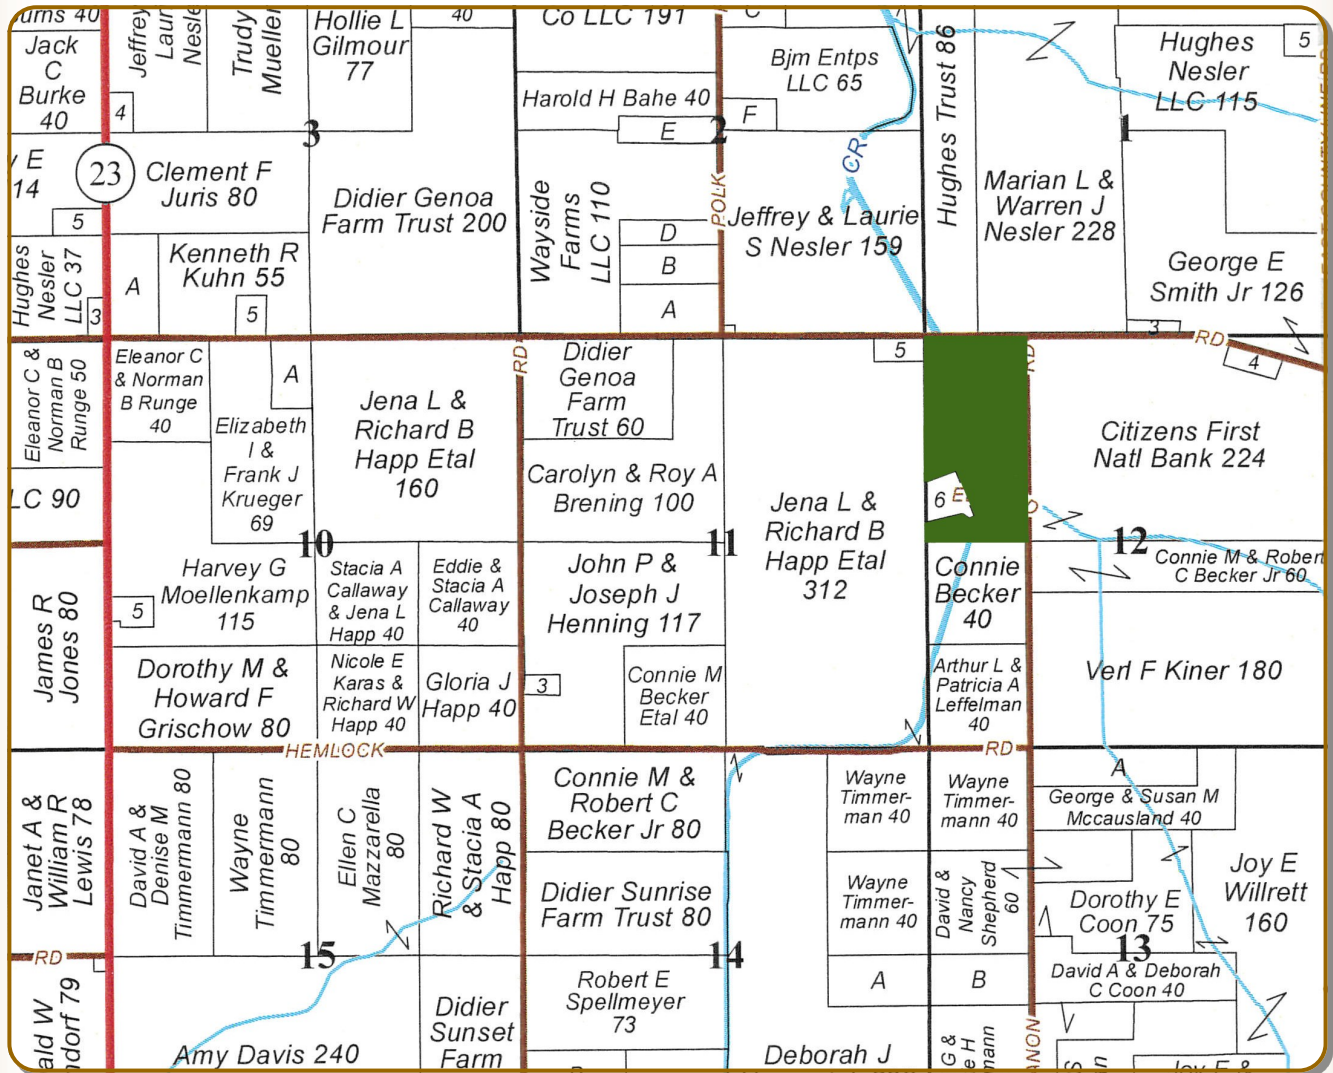 urns 40
Jack
C
Burke
40
Jeffrey
Laur
Nesle
Trudy
Mueller
Hollie L
Gilmour
77
40
Co LLC 191
C
Bjm Entps
LLC 65
Hughes Trust 86
Hughes
Nesler
LLC 115
5
4
3
Harold H Bahe 40
E
2
F
1
CR
y E
14
23
Clement F
Juris 80
Didier Genoa
Farm Trust 200
Wayside
Farms
LLC 110
POLK
Jeffrey & Laurie
S Nesler 159
Marian L &
Warren J
Nesler 228
5
D
B
A
Hughes
Nesler
LLC 37
3
A
Kenneth R
Kuhn 55
5
George E
Smith Jr 126
3
RD
4
Eleanor C &
Norman B
Runge 50
Eleanor C
& Norman
B Runge
40
A
Elizabeth
I &
Frank J
Krueger
69
Jena L &
Richard B
Happ Etal
160
RD
Didier
Genoa
Farm
Trust 60
5
RD
Carolyn & Roy A
Brening 100
Jena L &
Richard B
Happ Etal
312
6
E
Citizens First
Natl Bank 224
LC 90
10
11
12
Harvey G
Moellenkamp
115
5
Stacia A
Callaway
& Jena L
Happ 40
Eddie &
Stacia A
Callaway
40
John P &
Joseph J
Henning 117
Connie
Becker
40
Connie M & Rober
C Becker Jr 60
James R
Jones 80
Dorothy M &
Howard F
Grischow 80
Nicole E
Karas &
Richard W
Happ 40
Gloria J
Happ 40
3
Connie M
Becker
Etal 40
Arthur L &
Patricia A
Leffelman
40
Verl F Kiner 180
HEMLOCK
RD
Janet A &
William R
Lewis 78
David A &
Denise M
Timmermann 80
Wayne
Timmermann
80
Ellen C
Mazzarella
80
Richard W
& Stacia A
Happ 80
Connie M &
Robert C
Becker Jr 80
Wayne
Timmer-
man 40
Wayne
Timmer-
mann 40
A
George & Susan M
Mccausland 40
Didier Sunrise
Farm Trust 80
Wayne
Timmer-
mann 40
David &
Nancy
Shepherd
60
Dorothy E
Coon 75
Joy E
Willrett
160
RD
15
14
13
ald W
ndorf 79
Robert E
Spellmeyer
73
A
B
David A & Deborah
C Coon 40
Amy Davis 240
Didier
Sunset
Farm
Deborah J
G &
e H
mann
ANON